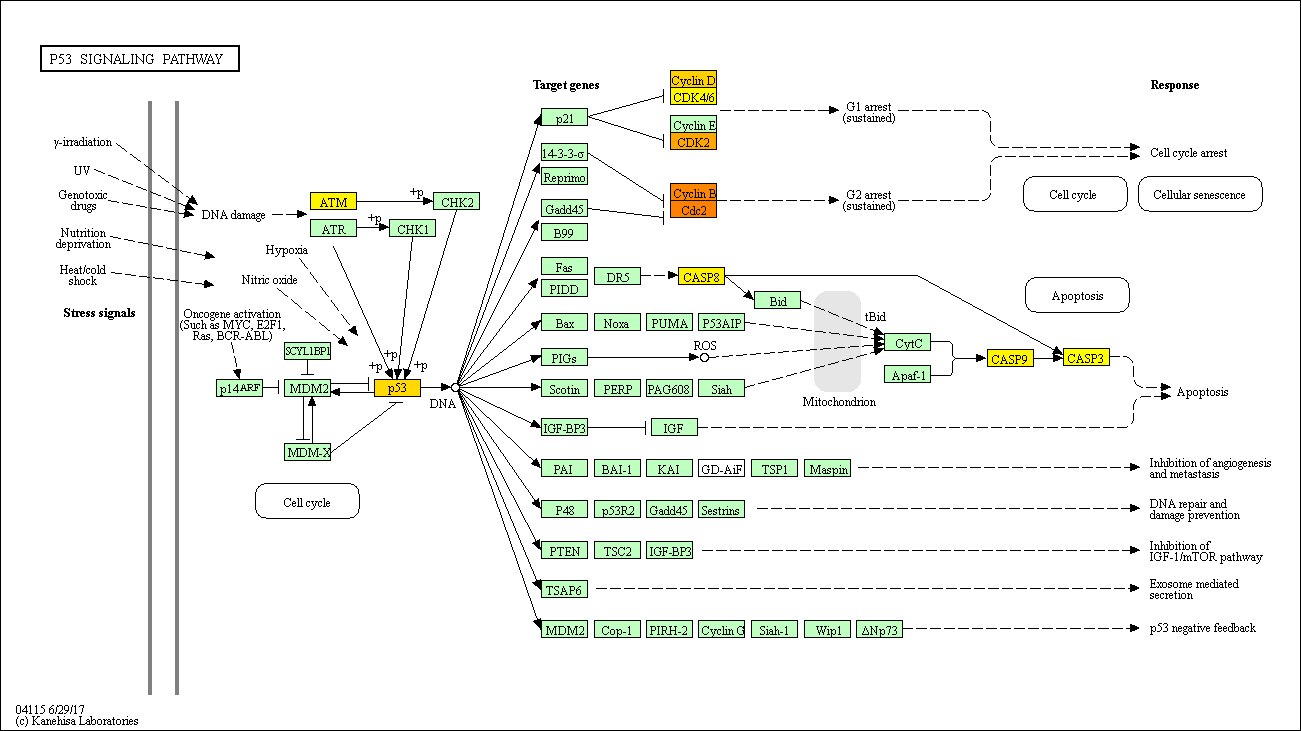 P53 SIGNALING PATHWAY
Target genes
Response
γ-irradiation
UV
Genotoxic
drugs
Nutrition
deprivation
Heat/cold
shock
Stress signals
DNA damage
ATM
+p
CHK2
ATR
+p
CHK1
Hypoxia
Nitric oxide
Oncogene activation
(Such as MYC, E2F1,
Ras, BCR-ABL)
SCYL1BP1
+p
+p
+p
p14ARF
MDM2
p53
DNA
MDM-X
Cell cycle
p21
Cyclin D
CDK4/6
Cyclin E
CDK2
G1 arrest
(sustained)
14-3-3-σ
Reprimo
Gadd45
B99
Cyclin B
Cdc2
G2 arrest
(sustained)
Cell cycle arrest
Cell cycle
Cellular senescence
Fas
PIDD
DR5
CASP8
Bid
tBid
Apoptosis
Bax
Noxa
PUMA
P53AIP
PIGs
ROS
CytC
Apaf-1
CASP9
CASP3
Scotin
PERP
PAG608
Siah
Mitochondrion
Apoptosis
IGF-BP3
IGF
PAI
BAI-1
KAI
GD-AiF
TSP1
Maspin
Inhibition of angiogenesis
and metastasis
P48
p53R2
Gadd45
Sestrins
DNA repair and
damage prevention
PTEN
TSC2
IGF-BP3
Inhibition of
IGF-1/mTOR pathway
TSAP6
Exosome mediated
secretion
MDM2
Cop-1
PIRH-2
Cyclin G
Siah-1
Wip1
ΔNp73
p53 negative feedback
04115 6/29/17
(c) Kanehisa Laboratories